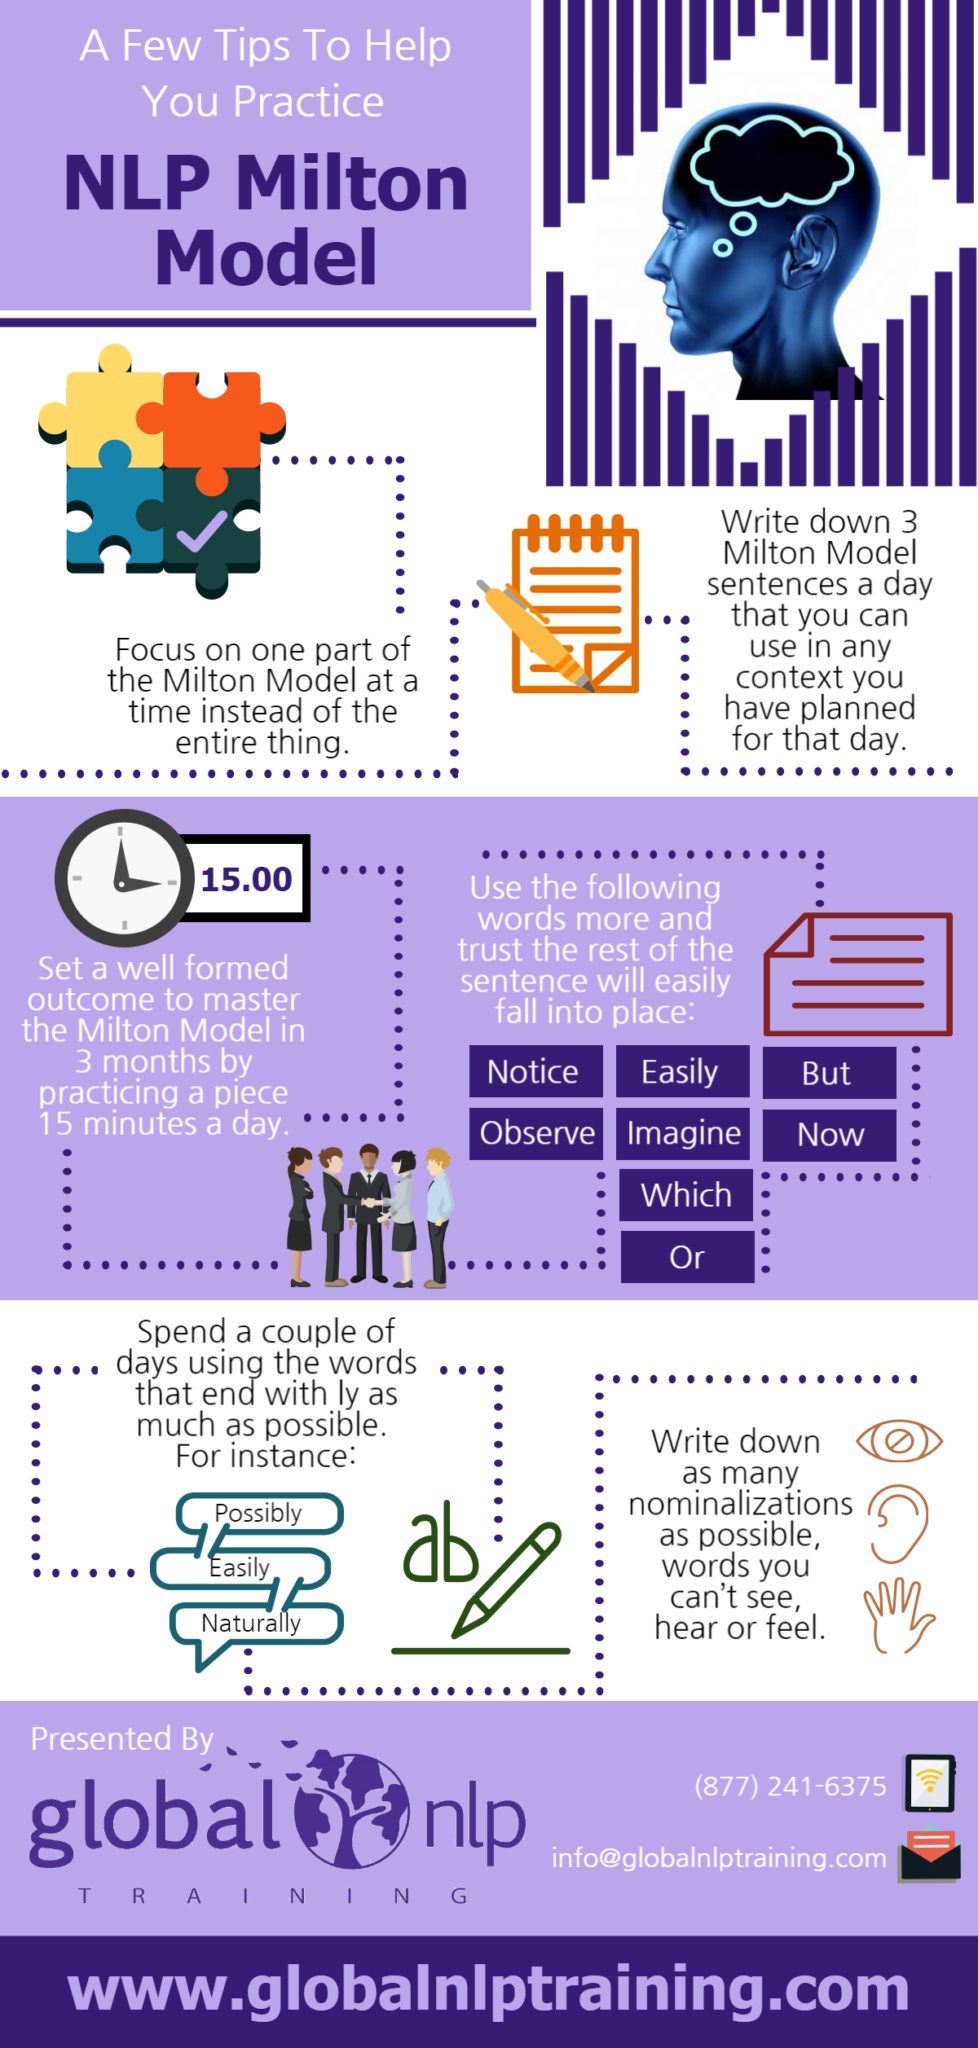 A Few Tips To Help
You Practice
NLP Milton
Model
Focus on one part of
the Milton Model at a
time instead of the
entire thing.
Write down 3
Milton Model
sentences a day
that you can
use in any
context you
have planned
for that day.
15.00
Set a well formed
outcome to master
the Milton Model in
3 months by
practicing a piece
15 minutes a day.
Use the following
words more and
trust the rest of the
sentence will easily
fall into place:
Notice
Easily
But
Observe
Imagine
Now
Which
Or
Spend a couple of
days using the words
that end with ly as
much as possible.
For instance:
Possibly
Easily
Naturally
ab
Write down
as many
nominalizations
as possible,
words you
can't see,
hear or feel.
Presented By
global nlp
TRAINING
(877) 241-6375
info@globalnlptraining.com
www.globalnlptraining.com